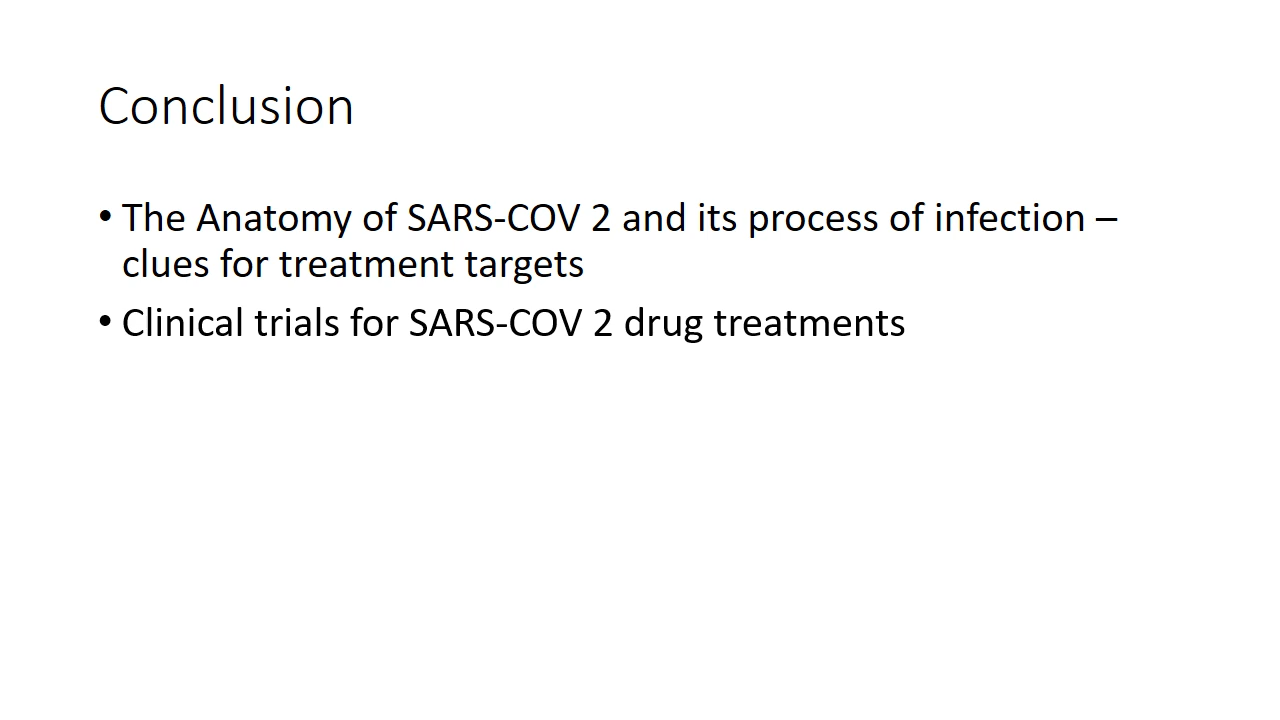 Conclusion
• The Anatomy of SARS-COV 2 and its process of infection –
clues for treatment targets
• Clinical trials for SARS-COV 2 drug treatments